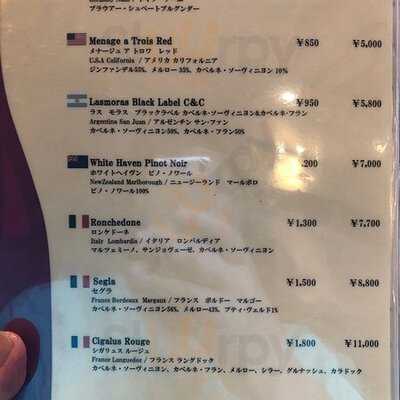 ブラウアー・シュペートブルグンダー
Menage a Trois Red ¥850 ¥5,000
メナージュ ア トロワ レッド
U.S.A California / アメリカ カリフォルニア
ジンファンデル55%、メルロー 35%、カベルネ・ソーヴィニヨン 10%
Lasmoras Black Label C&C ¥950 ¥5,800
ラス モラス ブラックラベル カベルネ・ソーヴィニヨン&カベルネ・フラン
Argentina San Juan / アルゼンチン サン・ファン
カベルネ・ソーヴィニヨン50%、カベルネ・フラン50%
White Haven Pinot Noir ,200 ¥7,000
ホワイトヘイヴン ピノ・ノワール
NewZealand Marlborough / ニュージーランド マールボロ
ピノ・ノワール100%
Ronchedone ¥1,300 ¥7,700
ロンケドーネ
Italy Lombardia / イタリア ロンバルディア
マルツェミーノ、サンジョヴェーゼ、カベルネ・ソーヴィニヨン
Segla ¥1,500 ¥8,800
セグラ
France Bordeaux Margaux / フランス ボルドー マルゴー
カベルネ・ソーヴィニヨン56%、メルロー43%、プティ・ヴェルド1%
Cigalus Rouge ¥1,800 ¥11,000
シガリュス ルージュ
France Languedoc / フランス ラングドック
カベルネ・ソーヴィニヨン、カベルネ・フラン、メルロー、シラー、グルナッシュ、カラドック